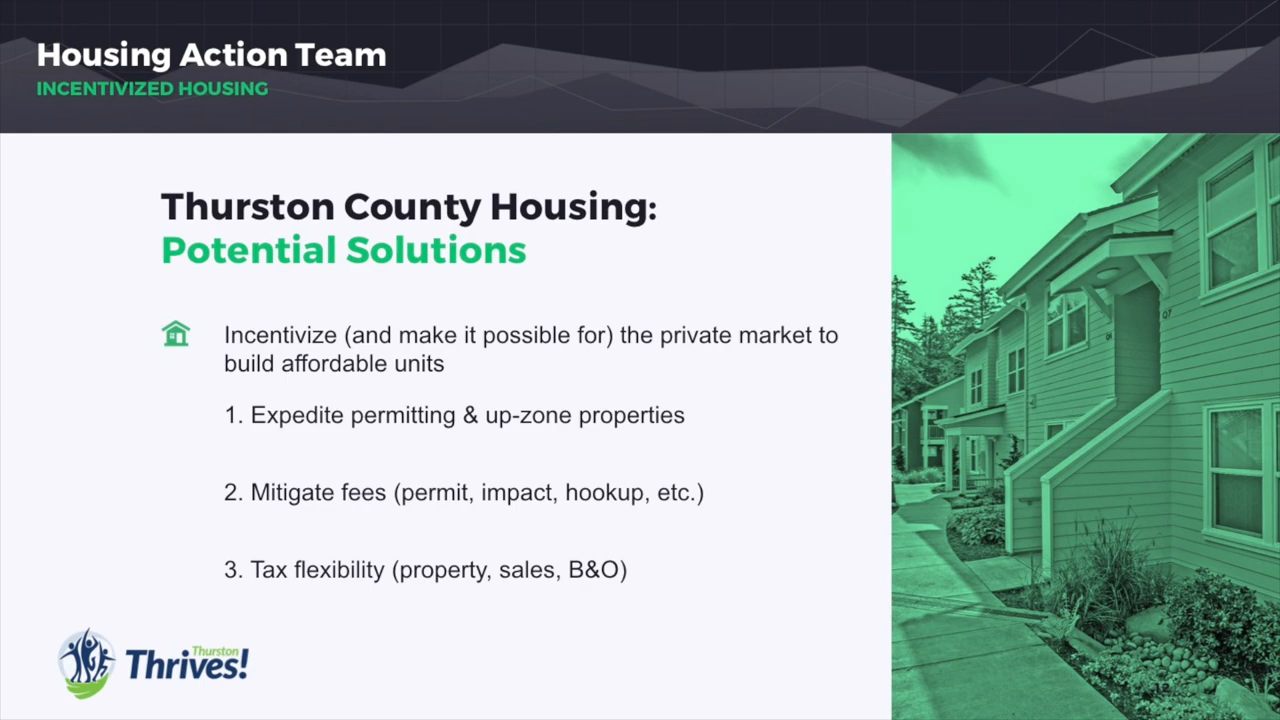 Housing Action Team
INCENTIVIZED HOUSING
Thurston County Housing:
Potential Solutions
Incentivize (and make it possible for) the private market to
build affordable units
1. Expedite permitting & up-zone properties
2. Mitigate fees (permit, impact, hookup, etc.)
3. Tax flexibility (property, sales, B&O)
Thurston
Thrives!
12